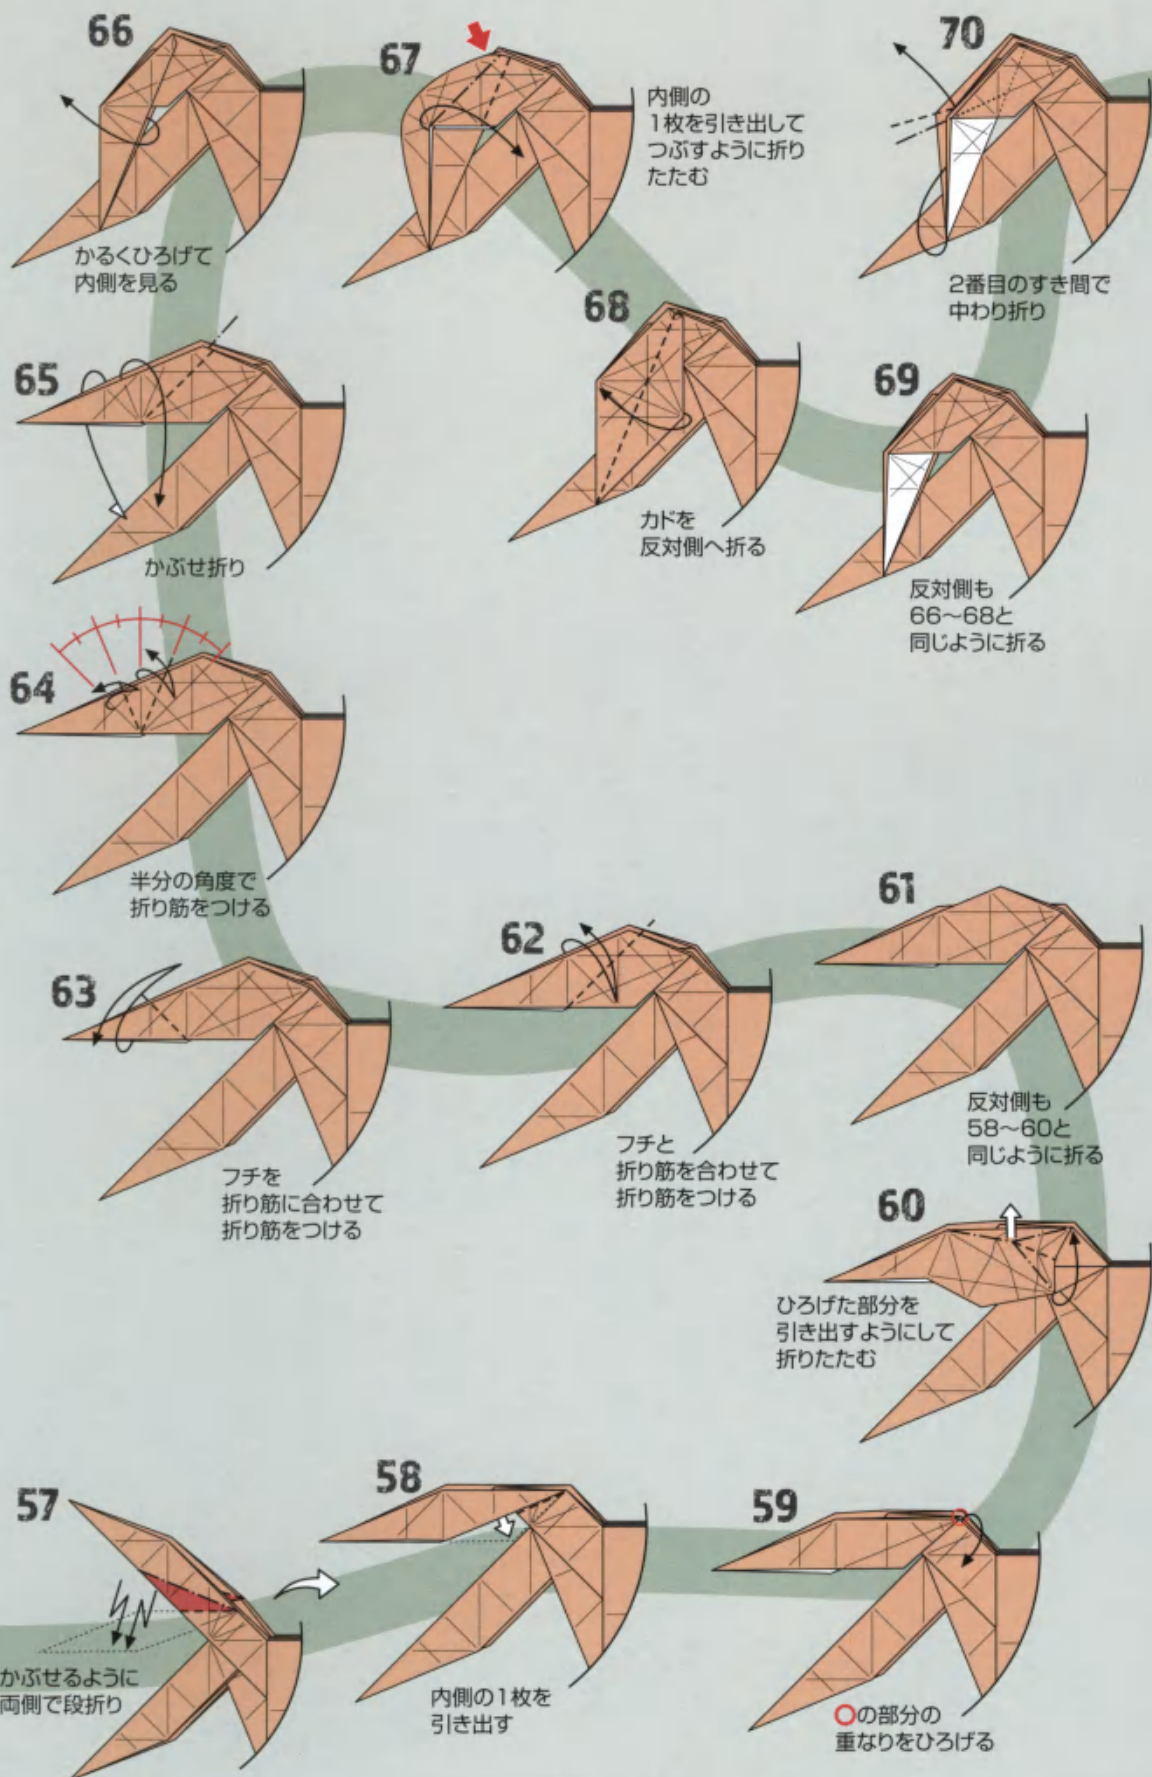 57
かぶせるように
両側で段折り
58
内側の1枚を
引き出す
59
○の部分の
重なりをひろげる
60
ひろげた部分を
引き出すようにして
折りたたむ
61
反対側も
58〜60と
同じように折る
62
フチと
折り筋を合わせて
折り筋をつける
63
フチを
折り筋に合わせて
折り筋をつける
64
半分の角度で
折り筋をつける
65
かぶせ折り
66
かるくひろげて
内側を見る
67
内側の
1枚を引き出して
つぶすように折り
たたむ
68
カドを
反対側へ折る
69
反対側も
66〜68と
同じように折る
70
2番目のすき間で
中わり折り